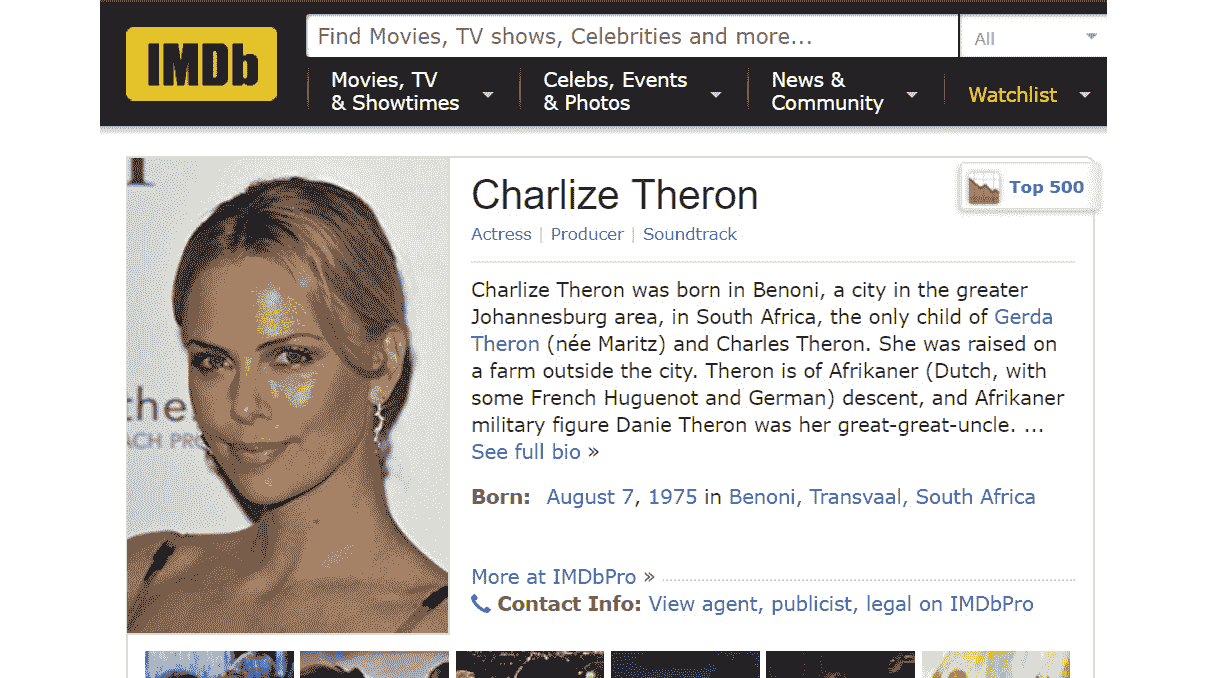 IMDb
Find Movies, TV shows, Celebrities and more...
All
Movies, TV
& Showtimes
Celebs, Events
& Photos
News &
Community
Watchlist
Charlize Theron
Top 500
Actress | Producer | Soundtrack
Charlize Theron was born in Benoni, a city in the greater
Johannesburg area, in South Africa, the only child of Gerda
Theron (née Maritz) and Charles Theron. She was raised on
a farm outside the city. Theron is of Afrikaner (Dutch, with
some French Huguenot and German) descent, and Afrikaner
military figure Danie Theron was her great-great-uncle. ...
See full bio »
Born: August 7, 1975 in Benoni, Transvaal, South Africa
More at IMDbPro »
Contact Info: View agent, publicist, legal on IMDbPro
the